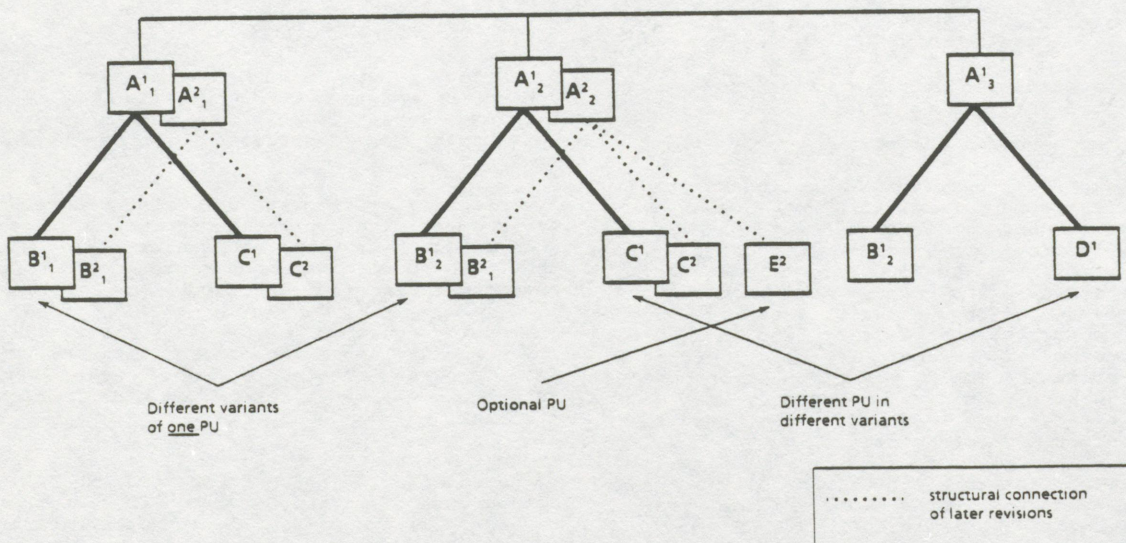 A¹₁ A²₁ A¹₂ A²₂ A¹₃
B¹₁ B²₁ C¹ C² B¹₂ B²₁ C¹ C² E² B¹₂ D¹
Different variants
of one PU
Optional PU
Different PU in
different variants
structural connection
of later revisions